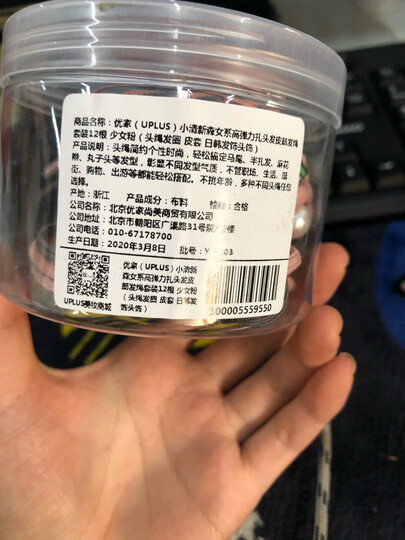 商品名称：优家（UPLUS）小清新森女系高弹力扎头发皮筋发绳
套装12根 少女粉（头绳发圈 皮套 日韩发饰头饰）
产品说明：头绳简约个性时尚，轻松搞定马尾、半扎发、麻花
辫、丸子头等发型，彰显不同发型气质，不管职场、生活、逛
街、购物、出游等都能轻松搭配。不挑年龄，多种不同头绳任您
选择。
产地：浙江 产品成分：布料 检验：合格
公司名称：北京优家尚美商贸有限公司
公司地址：北京市朝阳区广渠路31号院 楼
公司电话：010-67178700
生产日期：2020年3月8日 批号：Y 03
优家（UPLUS）小清新
森女系高弹力扎头发皮
筋发绳套装12根 少女粉
（头绳发圈 皮套 日韩发
饰头饰）
UPLUS美妆商城
100005559550